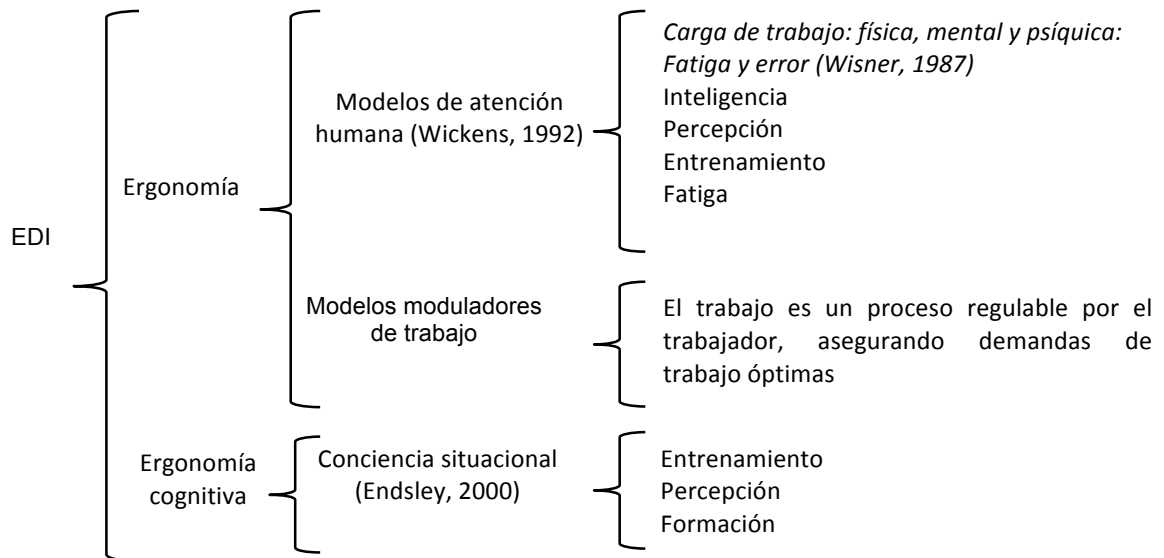 EDI
Ergonomía
Modelos de atención
humana (Wickens, 1992)
Carga de trabajo: física, mental y psíquica:
Fatiga y error (Wisner, 1987)
Inteligencia
Percepción
Entrenamiento
Fatiga
Modelos moduladores
de trabajo
El trabajo es un proceso regulable por el
trabajador, asegurando demandas de
trabajo óptimas
Ergonomía
cognitiva
Conciencia situacional
(Endsley, 2000)
Entrenamiento
Percepción
Formación